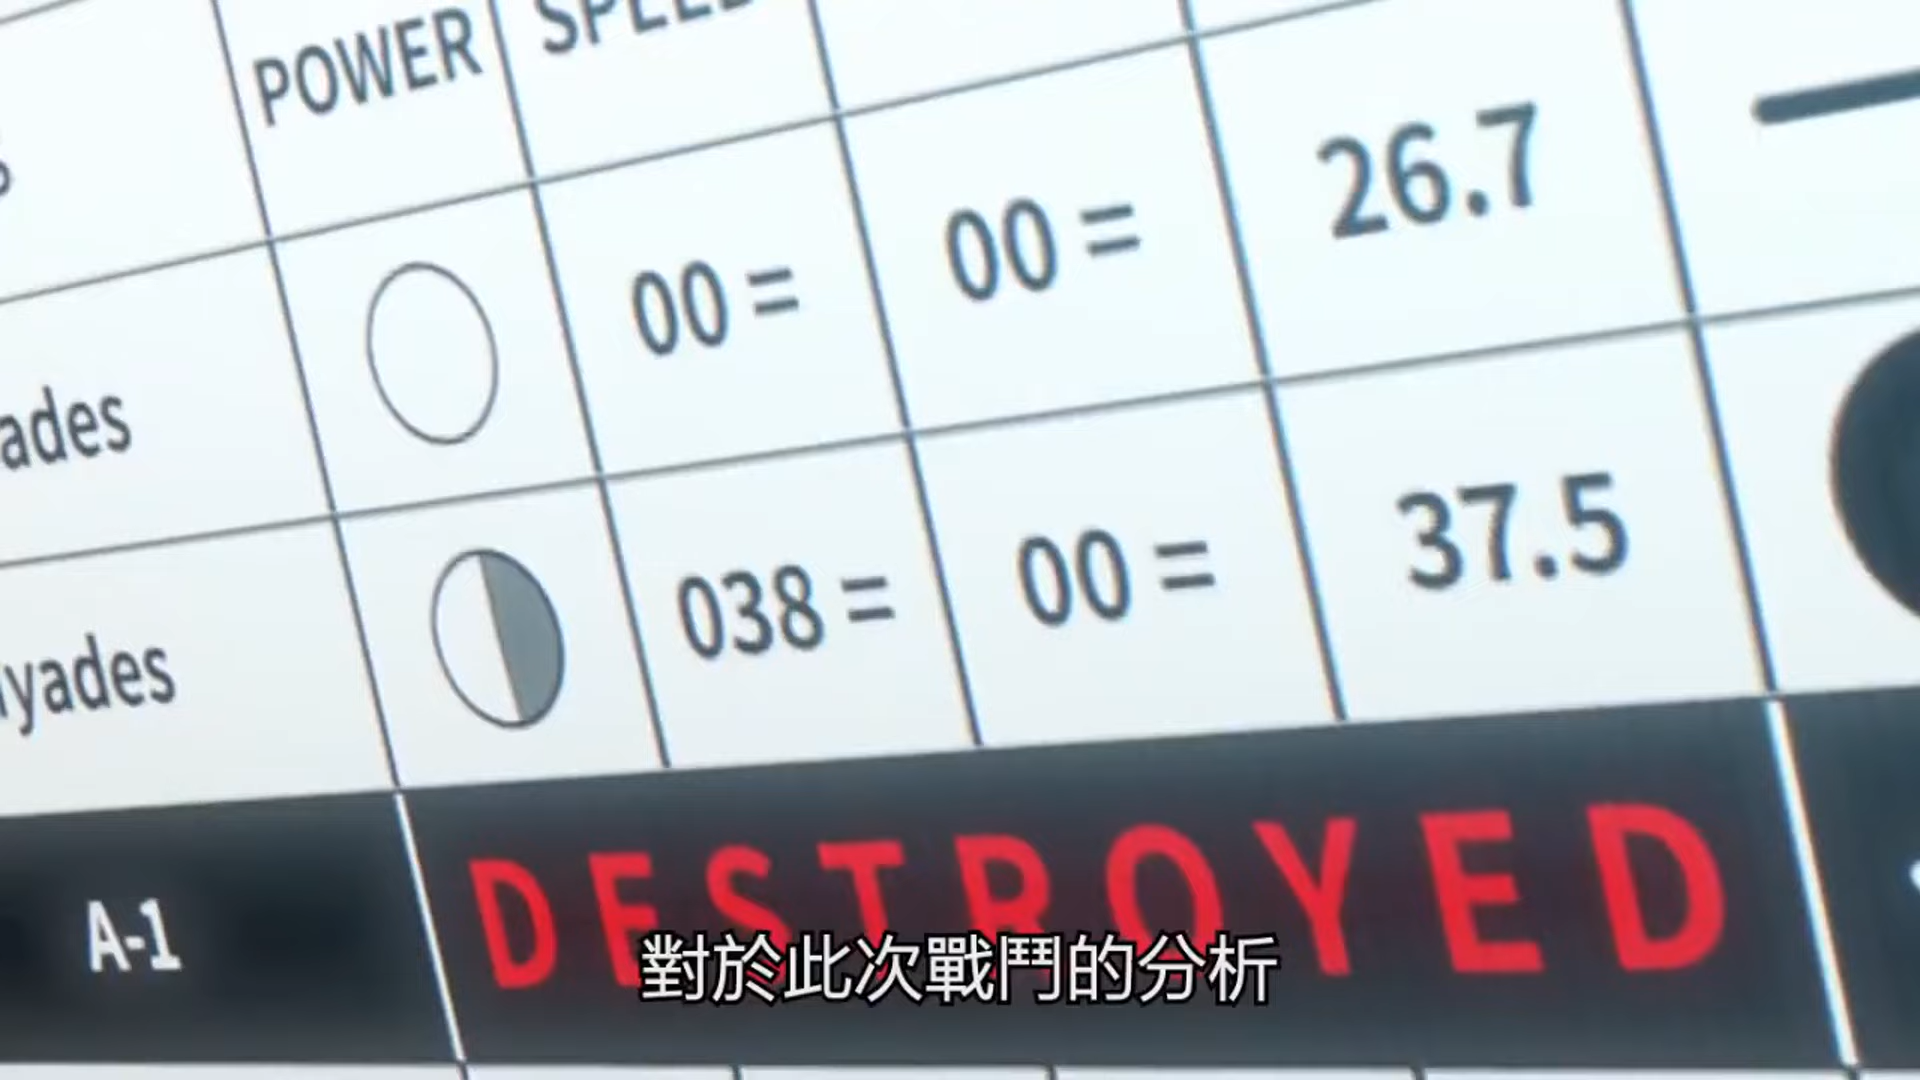 POWER SPEED
00 = 00 = 26.7
ades
038 = 00 = 37.5
yades
A-1 DESTROYED
對於此次戰鬥的分析